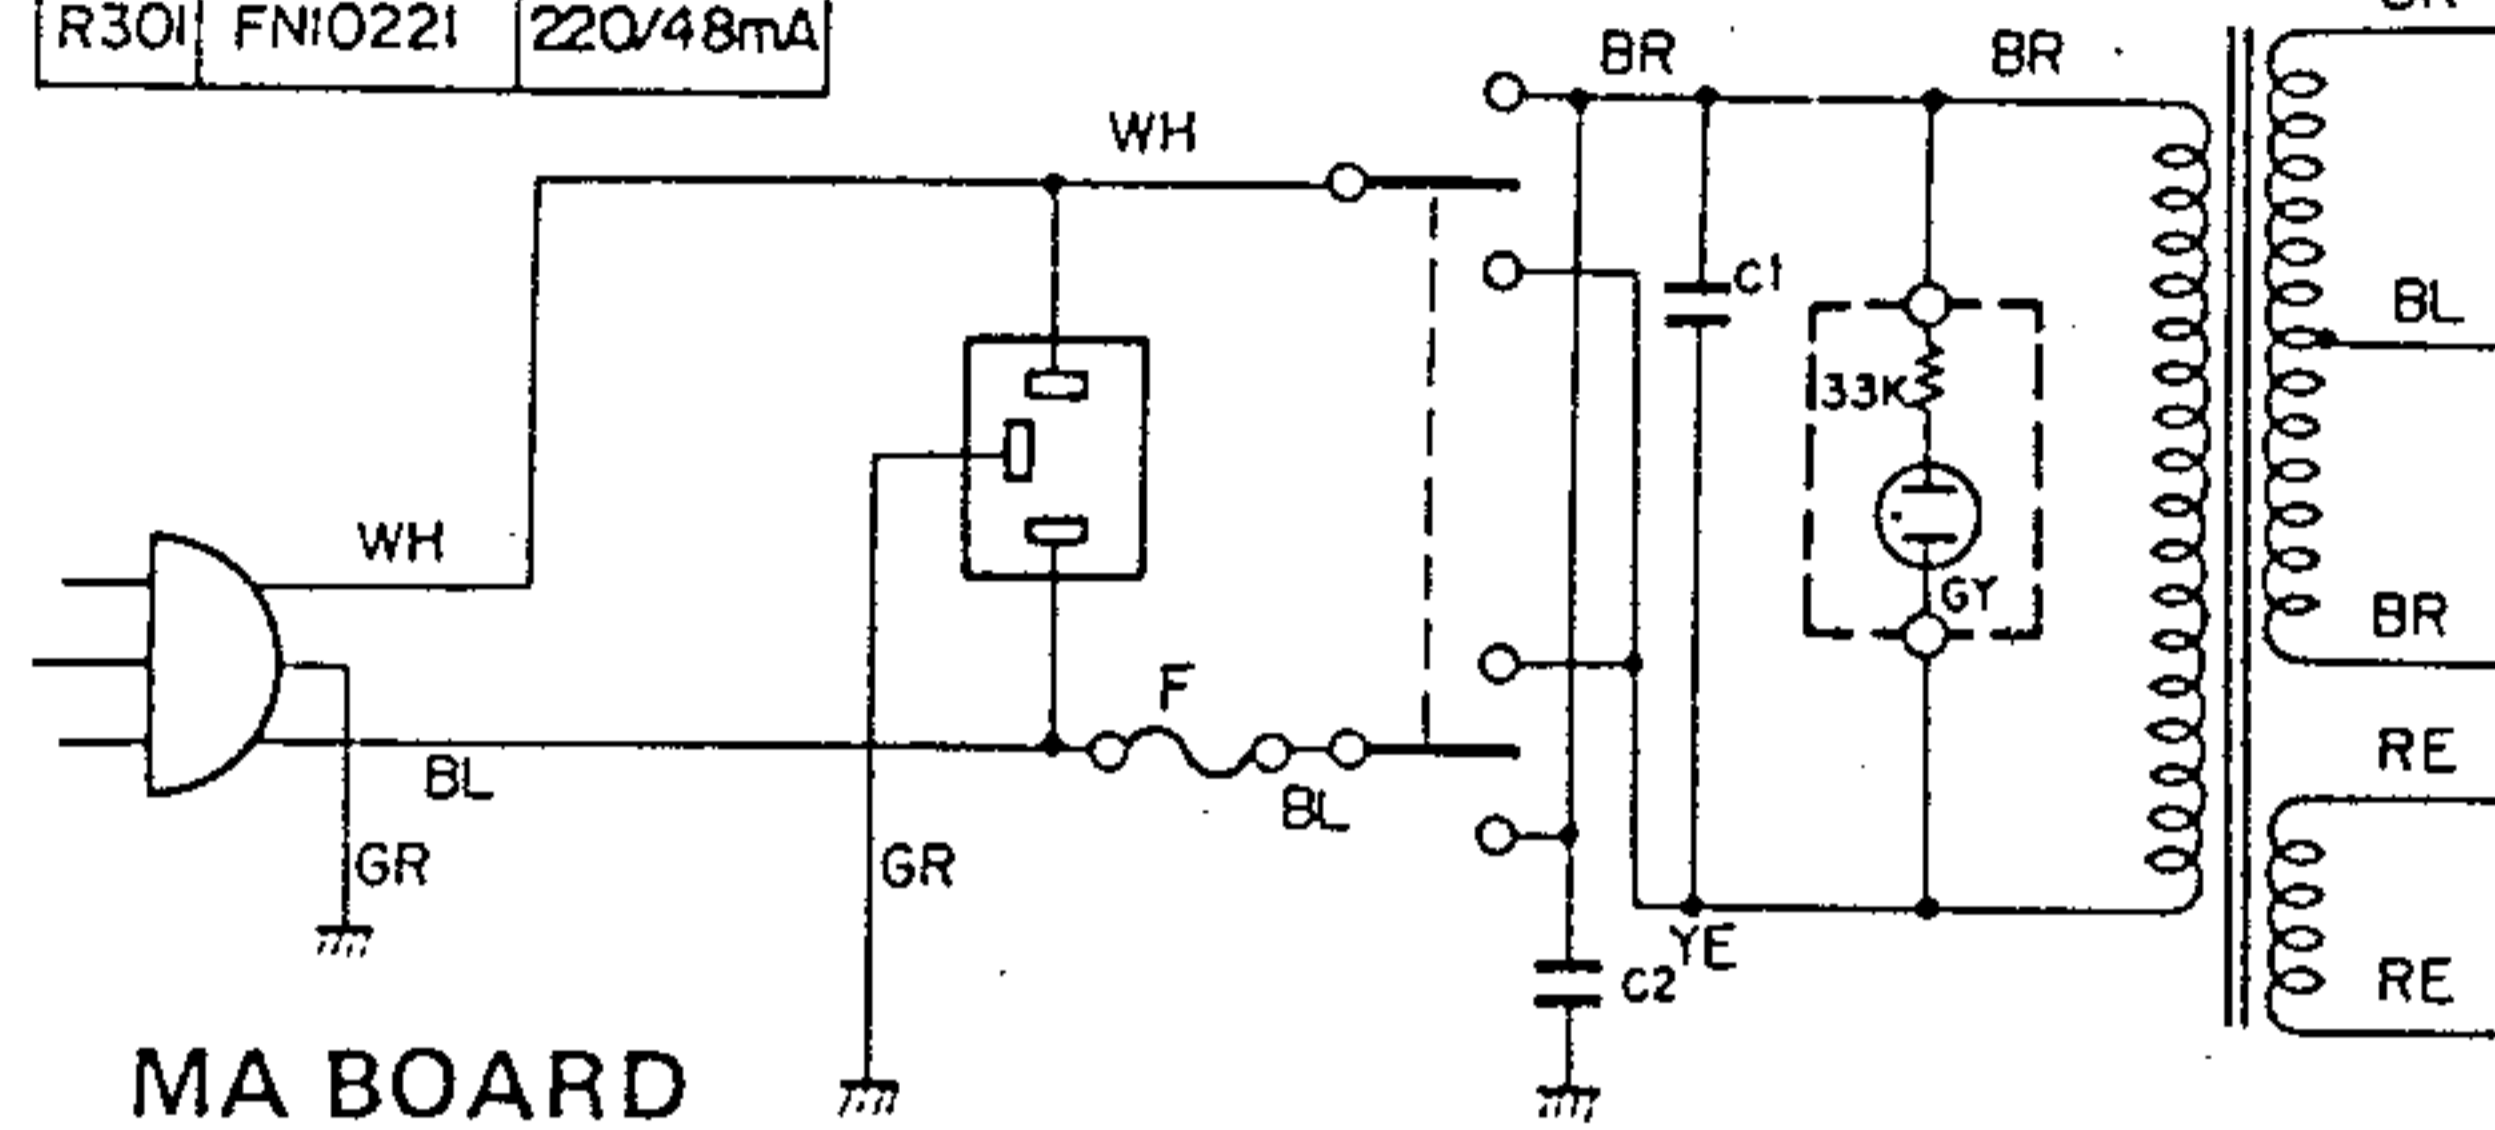 R301 FN10221 220/48mA
BR
BR
WH
C1
BL
33K
WH
GY
BR
F
RE
BL
BL
GR
GR
YE
C2
RE
MA BOARD